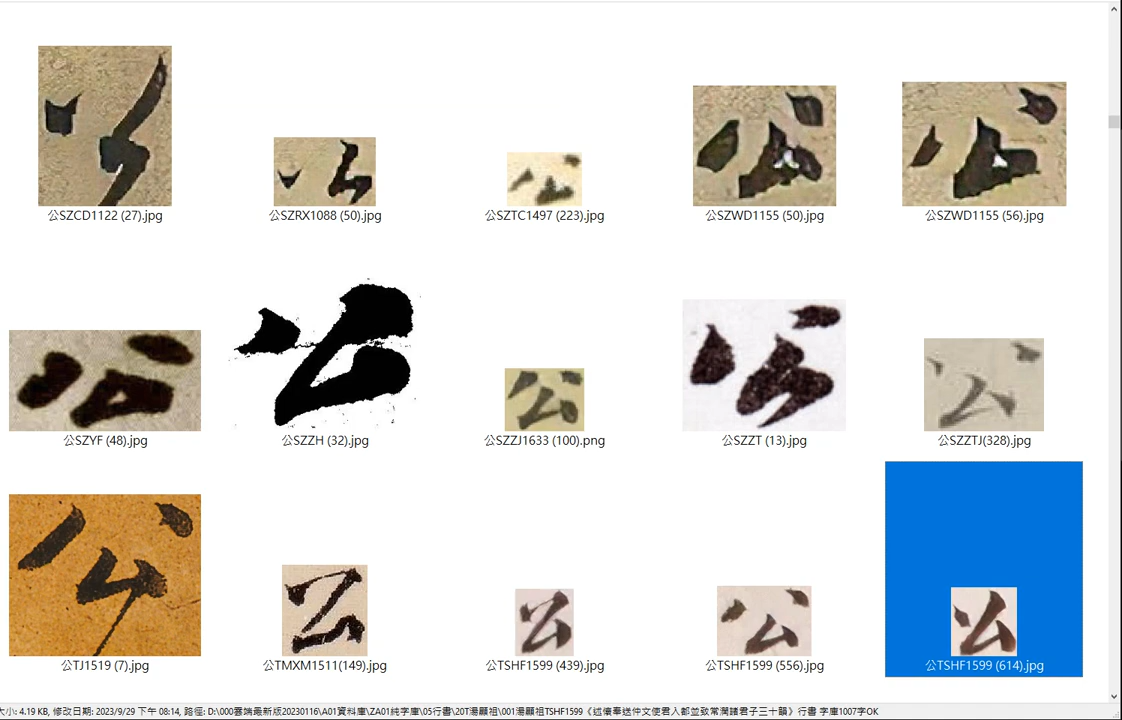 公SZCD1122 (27).jpg
公SZRX1088 (50).jpg
公SZTC1497 (223).jpg
公SZWD1155 (50).jpg
公SZWD1155 (56).jpg
公SZYF (48).jpg
公SZZH (32).jpg
公SZZJ1633 (100).png
公SZZT (13).jpg
公SZZTJ(328).jpg
公TJ1519 (7).jpg
公TMXM1511(149).jpg
公TSHF1599 (439).jpg
公TSHF1599 (556).jpg
公TSHF1599 (614).jpg
大小: 4.19 KB, 修改日期: 2023/9/29 下午 08:14, 路徑: D:\000雲端最新版20230116\A01資料庫\ZA01純字庫\05行書\20T湯顯祖\001湯顯祖TSHF1599《述懷奉送仲文使君入都並致常潤諸君子三十韻》行書 字庫1007字OK